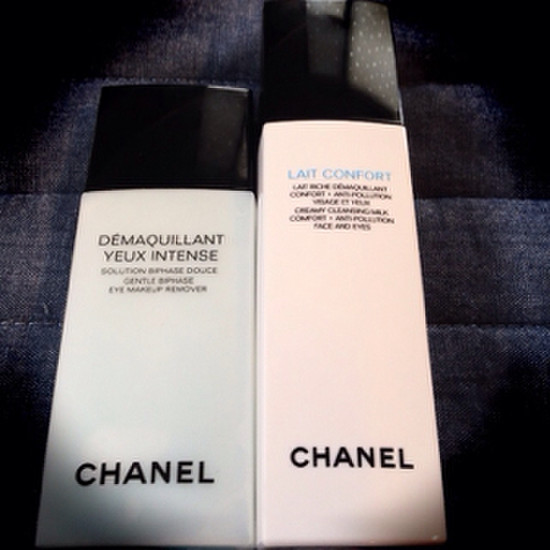 DÉMAQUILLANT
YEUX INTENSE
SOLUTION BIPHASE DOUCE
GENTLE BIPHASE
EYE MAKEUP REMOVER
CHANEL
LAIT CONFORT
LAIT RICHE DÉMAQUILLANT
CONFORT + ANTI-POLLUTION
VISAGE ET YEUX
CREAMY CLEANSING MILK
COMFORT + ANTI-POLLUTION
FACE AND EYES
CHANEL